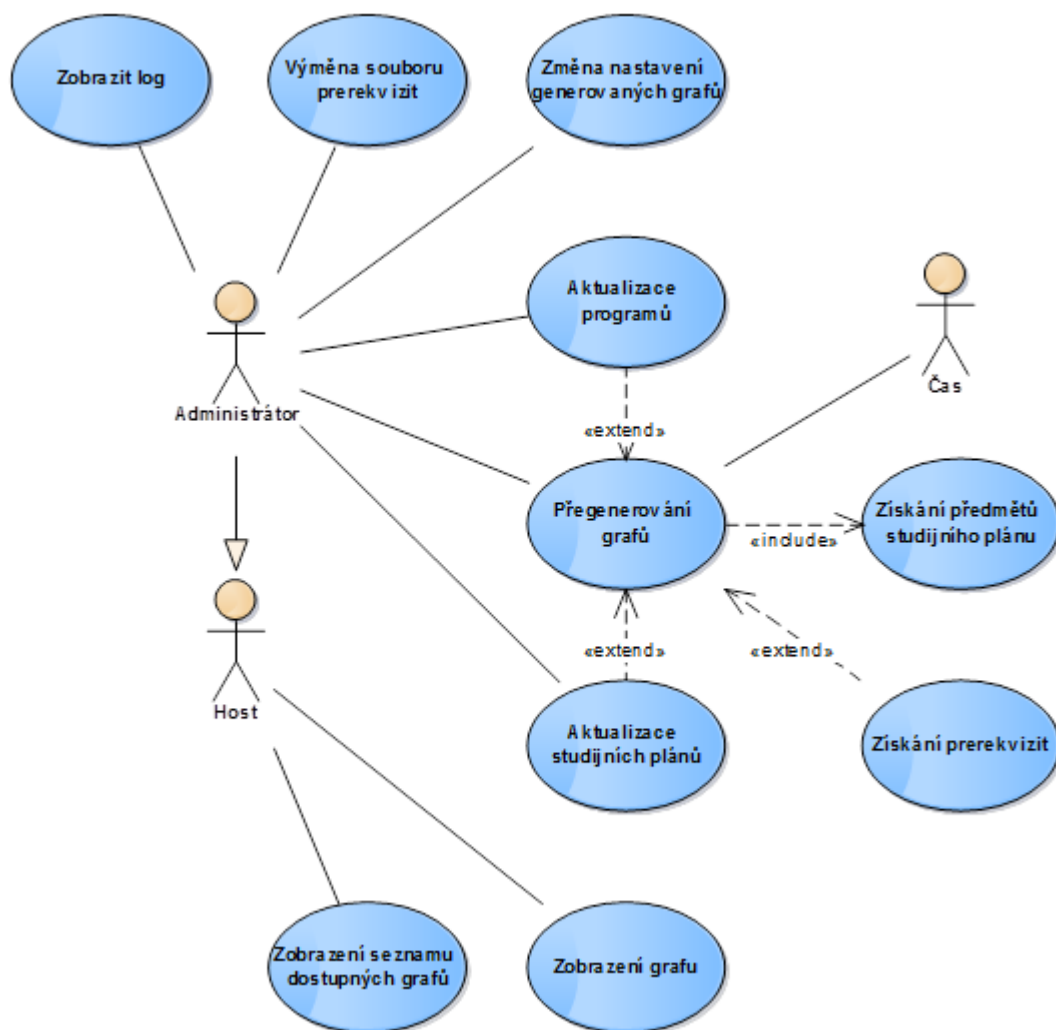 Zobrazit log
Výměna souboru
prerekvizit
Změna nastavení
generovaných grafů
Aktualizace
programů
Administrátor
Čas
«extend»
Přegenerování
grafů
«include»
Získání předmětů
studijního plánu
«extend»
«extend»
Host
Aktualizace
studijních plánů
Získání prerekvizit
Zobrazení seznamu
dostupných grafů
Zobrazení grafu